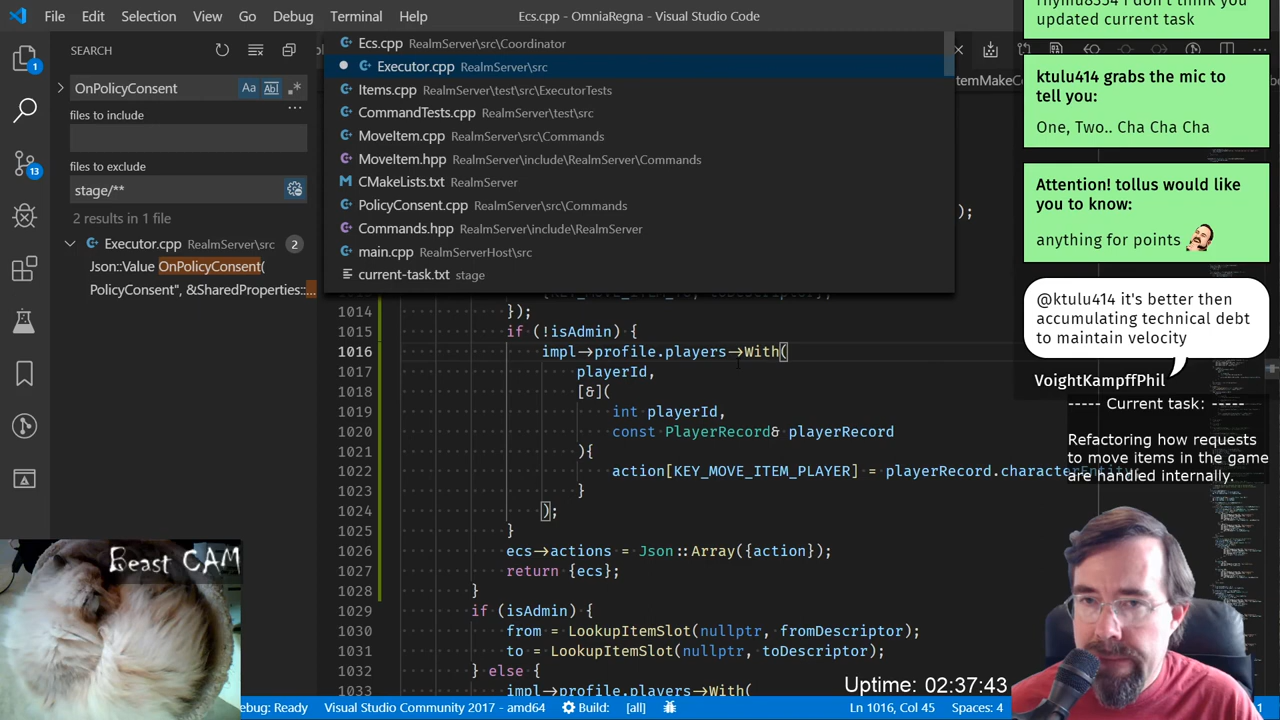 File Edit Selection View Go Debug Terminal Help
Ecs.cpp - OmniaRegna - Visual Studio Code
SEARCH
OnPolicyConsent
files to include
files to exclude
stage/**
2 results in 1 file
Executor.cpp RealmServer\src 2
Json::Value OnPolicyConsent(
PolicyConsent", &SharedProperties::...
1
13
Ecs.cpp RealmServer\src\Coordinator
Executor.cpp RealmServer\src
Items.cpp RealmServer\test\src\ExecutorTests
CommandTests.cpp RealmServer\test\src
MoveItem.cpp RealmServer\src\Commands
MoveItem.hpp RealmServer\include\RealmServer\Commands
CMakeLists.txt RealmServer
PolicyConsent.cpp RealmServer\src\Commands
Commands.hpp RealmServer\include\RealmServer
main.cpp RealmServerHost\src
current-task.txt stage
temMakeCo
);
1014 });
1015 if (!isAdmin) {
1016 impl→profile.players→With(
1017 playerId,
1018 [&](
1019 int playerId,
1020 const PlayerRecord& playerRecord
1021 ){
1022 action[KEY_MOVE_ITEM_PLAYER] = playerRecord.characterEntity;
1023 }
1024 );
1025 }
1026 ecs→actions = Json::Array({action});
1027 return {ecs};
1028 }
1029 if (isAdmin) {
1030 from = LookupItemSlot(nullptr, fromDescriptor);
1031 to = LookupItemSlot(nullptr, toDescriptor);
1032 } else {
1033 impl→profile.players→With(
updated current task
ktulu414 grabs the mic to
tell you:
One, Two.. Cha Cha Cha
Attention! tollus would like
you to know:
anything for points
@ktulu414 it's better then
accumulating technical debt
to maintain velocity
VoightKampffPhil
----- Current task: -----
Refactoring how requests
to move items in the game
are handled internally.
Beast CAM
Uptime: 02:37:43
ebug: Ready Visual Studio Community 2017 - amd64 Build: [all] Ln 1016, Col 45 Spaces: 4